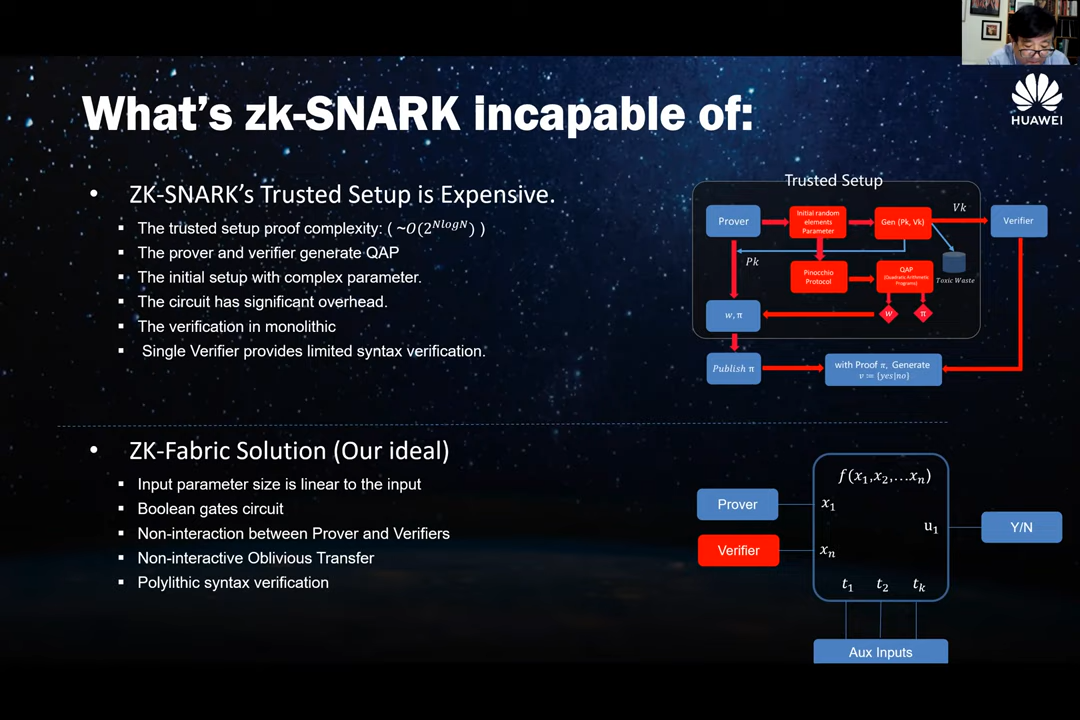 What's zk-SNARK incapable of:
HUAWEI
• ZK-SNARK's Trusted Setup is Expensive.
▪ The trusted setup proof complexity: ( ~O(2^{NlogN}) )
▪ The prover and verifier generate QAP
▪ The initial setup with complex parameter.
▪ The circuit has significant overhead.
▪ The verification in monolithic
▪ Single Verifier provides limited syntax verification.
Trusted Setup
Prover
Initial random
elements
Parameter
Gen (Pk, Vk)
Vk
Verifier
Pk
Pinocchio
Protocol
QAP
(Quadratic Arithmetic
Programs)
Toxic Waste
w, π
w
π
Publish π
with Proof π, Generate
v ≔ {yes|no}
• ZK-Fabric Solution (Our ideal)
▪ Input parameter size is linear to the input
▪ Boolean gates circuit
▪ Non-interaction between Prover and Verifiers
▪ Non-interactive Oblivious Transfer
▪ Polylithic syntax verification
f(x₁,x₂,…xₙ)
Prover
x₁
u₁
Y/N
Verifier
xₙ
t₁ t₂ tₖ
Aux Inputs